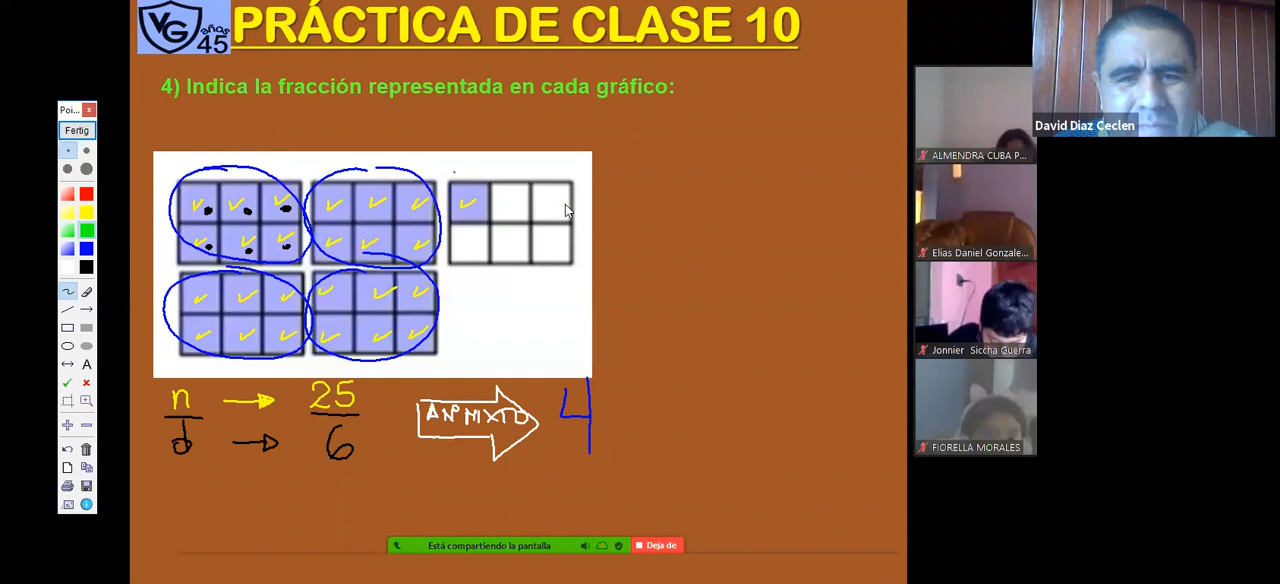 VG años 45
PRÁCTICA DE CLASE 10
4) Indica la fracción representada en cada gráfico:
Poi...
Fertig
A
n → 25
d → 6
A Nº MIXTO
4
David Diaz Ceclen
ALMENDRA CUBA P...
Elias Daniel Gonzale...
Jonnier Siccha Guerra
FIORELLA MORALES
Está compartiendo la pantalla
Deja de